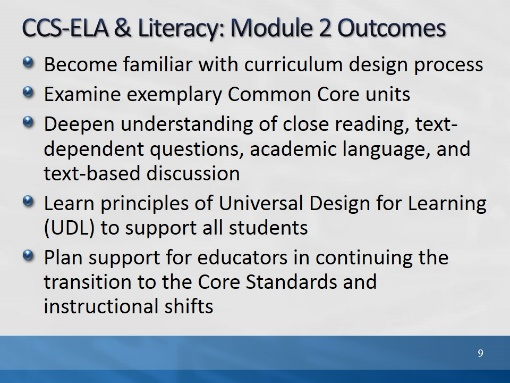 CCS-ELA & Literacy: Module 2 Outcomes
Become familiar with curriculum design process
Examine exemplary Common Core units
Deepen understanding of close reading, text-
dependent questions, academic language, and
text-based discussion
Learn principles of Universal Design for Learning
(UDL) to support all students
Plan support for educators in continuing the
transition to the Core Standards and
instructional shifts
9